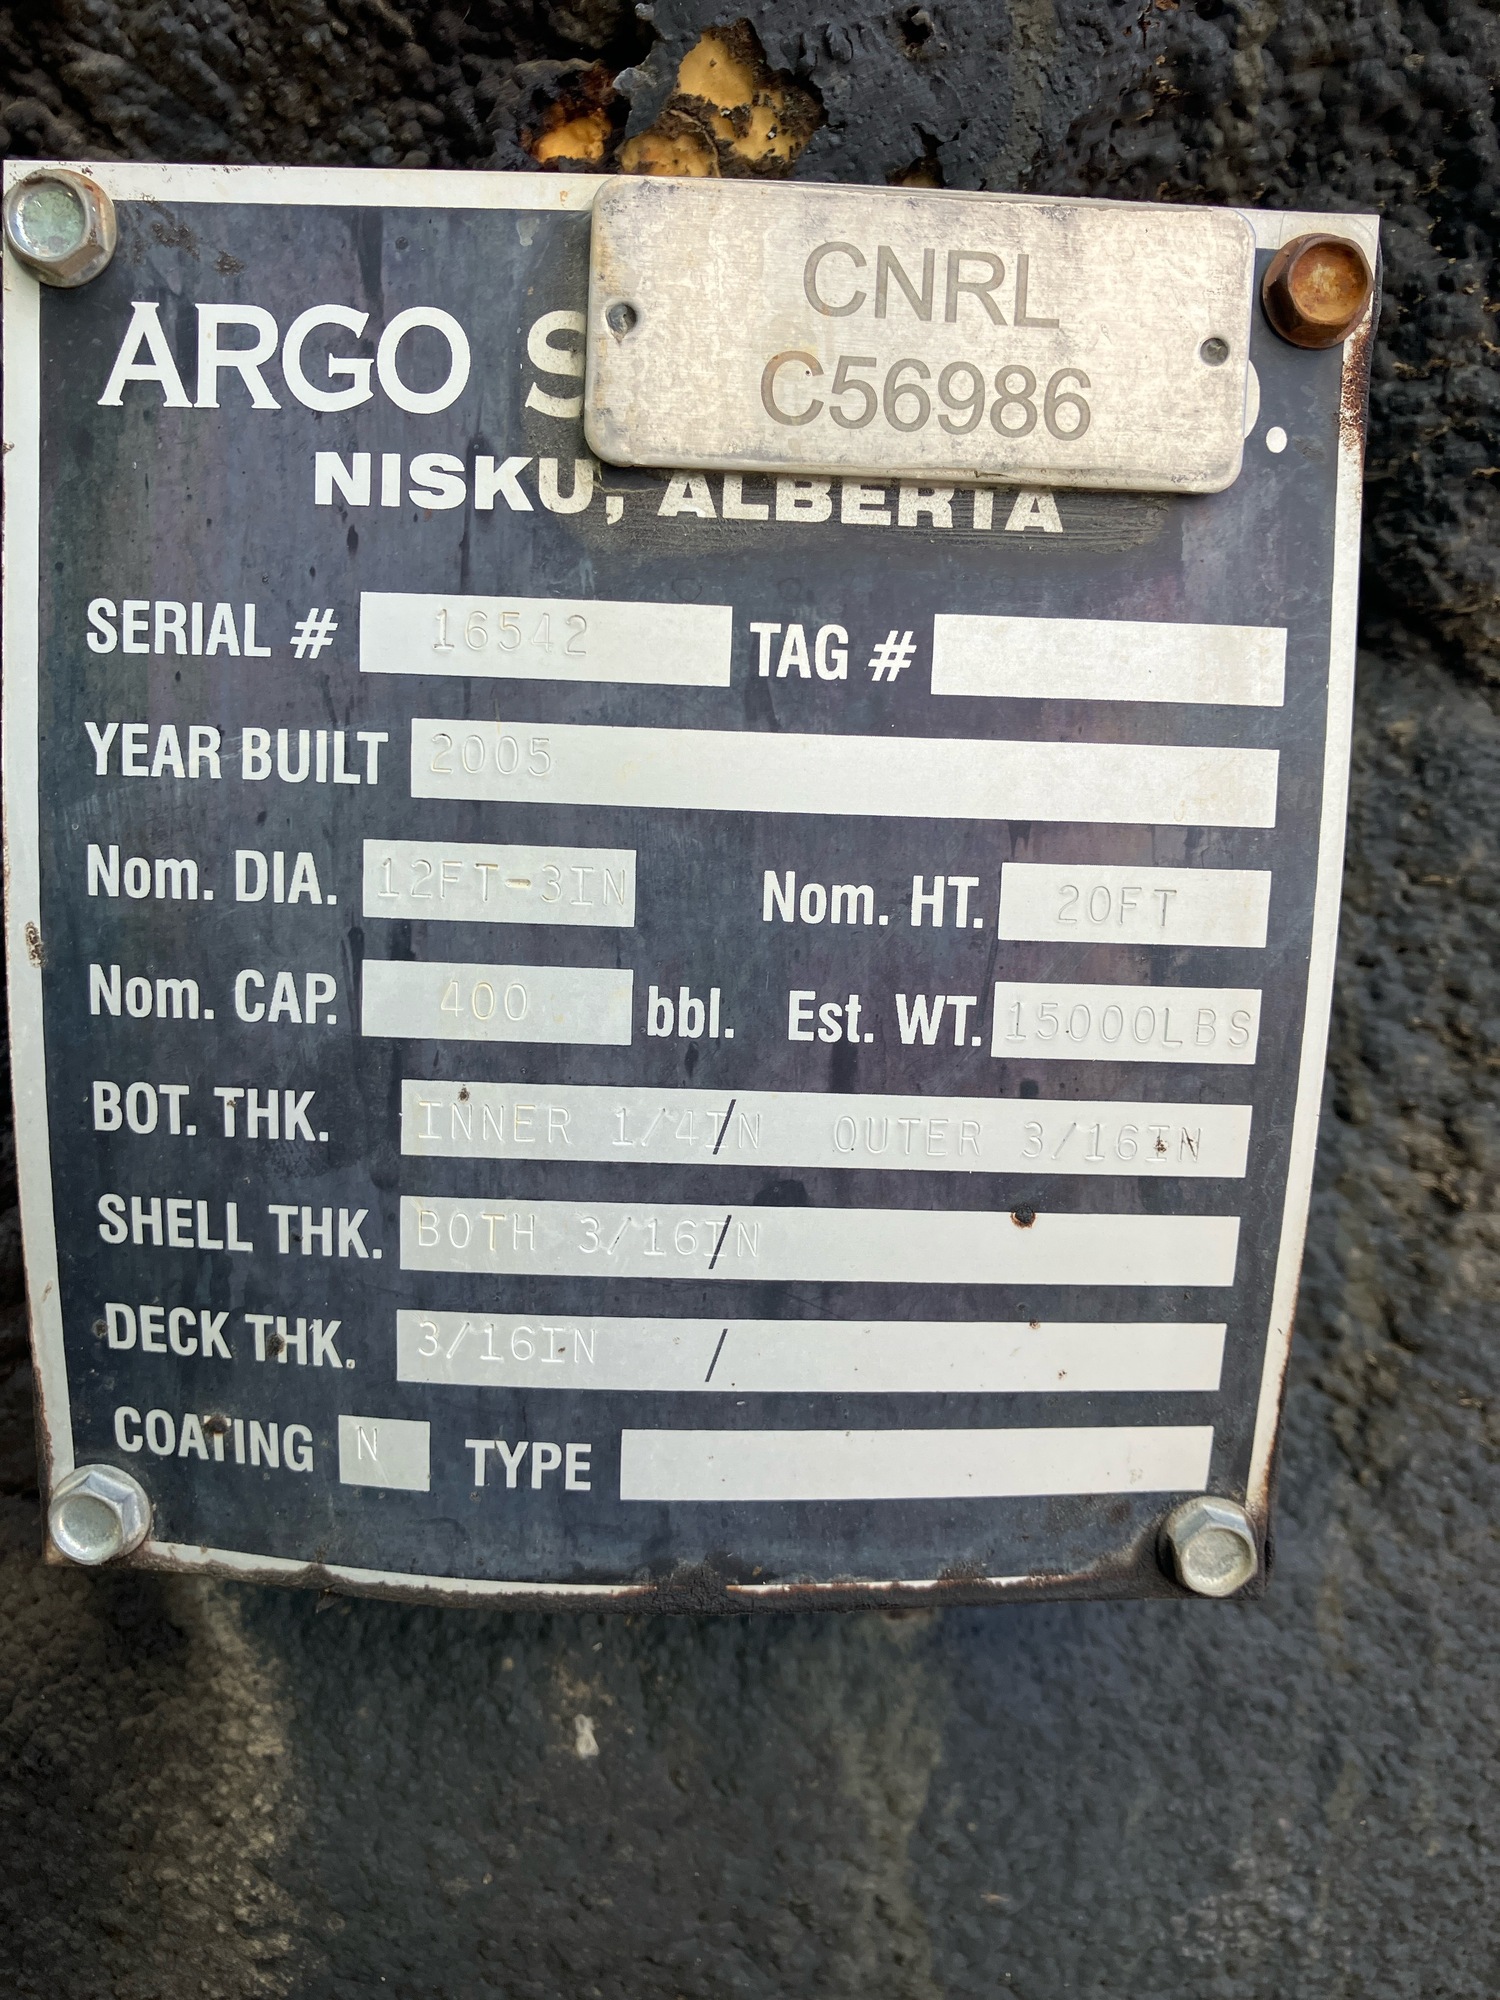 CNRL
C56986
ARGO S
NISKU, ALBERTA
SERIAL # 16542 TAG #
YEAR BUILT 2005
Nom. DIA. 12FT-3IN Nom. HT. 20FT
Nom. CAP. 400 bbl. Est. WT. 15000LBS
BOT. THK. INNER 1/4IN / OUTER 3/16IN
SHELL THK. BOTH 3/16IN /
DECK THK. 3/16IN /
COATING N TYPE